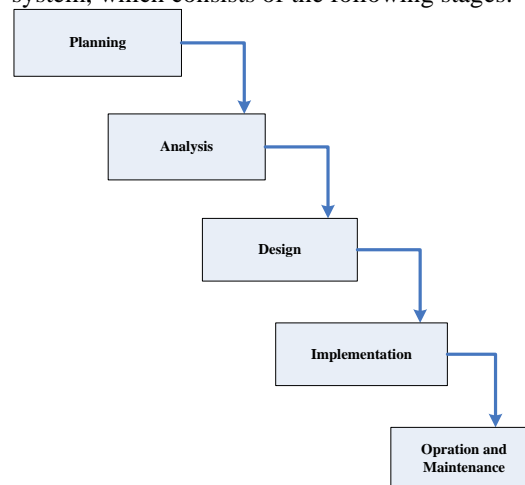 system, which consists of the following stages:
Planning
Analysis
Design
Implementation
Opration and
Maintenance